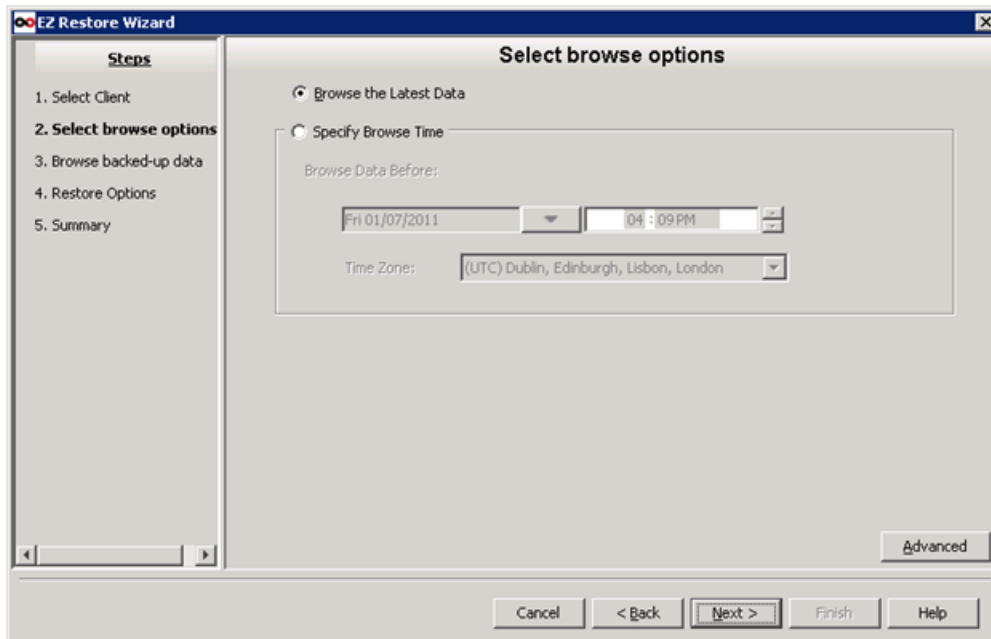 EZ Restore Wizard
Steps
1. Select Client
2. Select browse options
3. Browse backed-up data
4. Restore Options
5. Summary
Select browse options
Browse the Latest Data
Specify Browse Time
Browse Data Before:
Fri 01/07/2011 04 : 09 PM
Time Zone: (UTC) Dublin, Edinburgh, Lisbon, London
Advanced
Cancel < Back Next > Finish Help